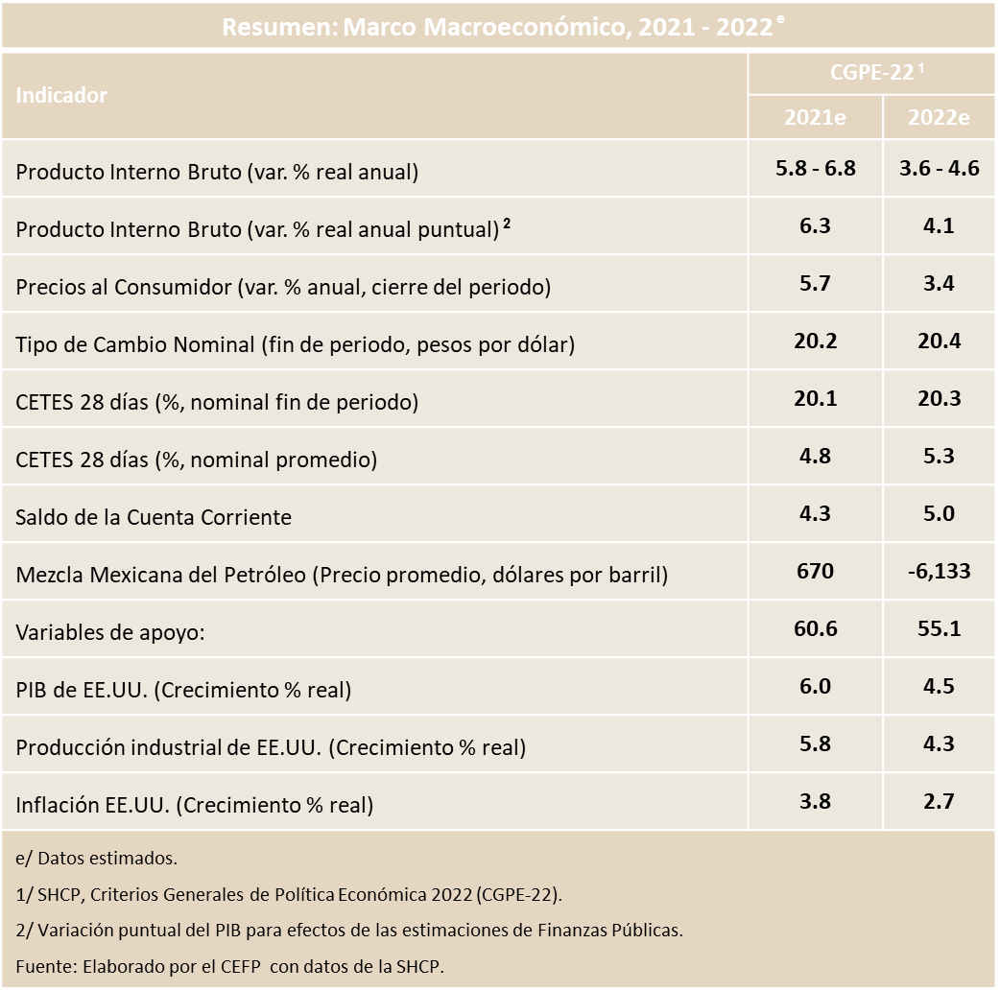 Resumen: Marco Macroeconómico, 2021 - 2022 e
Indicador
CGPE-22 1
2021e 2022e
Producto Interno Bruto (var. % real anual) 5.8 - 6.8 3.6 - 4.6
Producto Interno Bruto (var. % real anual puntual) 2 6.3 4.1
Precios al Consumidor (var. % anual, cierre del periodo) 5.7 3.4
Tipo de Cambio Nominal (fin de periodo, pesos por dólar) 20.2 20.4
CETES 28 días (%, nominal fin de periodo) 20.1 20.3
CETES 28 días (%, nominal promedio) 4.8 5.3
Saldo de la Cuenta Corriente 4.3 5.0
Mezcla Mexicana del Petróleo (Precio promedio, dólares por barril) 670 -6,133
Variables de apoyo: 60.6 55.1
PIB de EE.UU. (Crecimiento % real) 6.0 4.5
Producción industrial de EE.UU. (Crecimiento % real) 5.8 4.3
Inflación EE.UU. (Crecimiento % real) 3.8 2.7
e/ Datos estimados.
1/ SHCP, Criterios Generales de Política Económica 2022 (CGPE-22).
2/ Variación puntual del PIB para efectos de las estimaciones de Finanzas Públicas.
Fuente: Elaborado por el CEFP con datos de la SHCP.